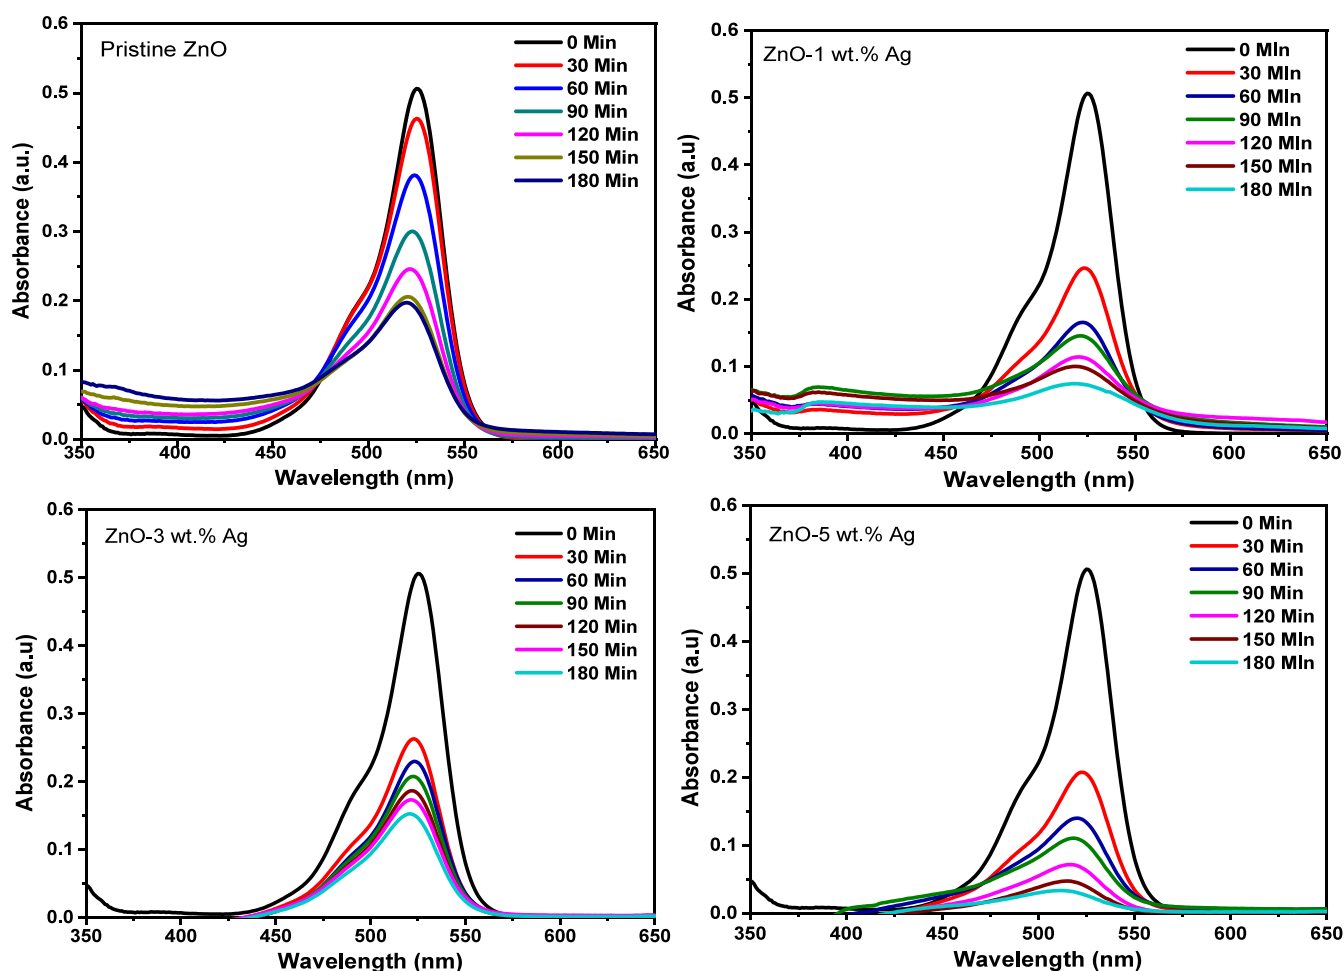 Pristine ZnO
0 Min
30 Min
60 Min
90 Min
120 Min
150 Min
180 Min
Absorbance (a.u.)
0.6
0.5
0.4
0.3
0.2
0.1
0.0
350 400 450 500 550 600 650
Wavelength (nm)
ZnO-1 wt.% Ag
0 MIn
30 MIn
60 MIn
90 MIn
120 MIn
150 MIn
180 MIn
Absorbance (a.u)
0.6
0.5
0.4
0.3
0.2
0.1
0.0
350 400 450 500 550 600 650
Wavelength (nm)
ZnO-3 wt.% Ag
0 Min
30 Min
60 Min
90 Min
120 Min
150 Min
180 Min
Absorbance (a.u)
0.6
0.5
0.4
0.3
0.2
0.1
0.0
350 400 450 500 550 600 650
Wavelength (nm)
ZnO-5 wt.% Ag
0 Min
30 Min
60 Min
90 Min
120 Min
150 MIn
180 MIn
Absorbance (a.u)
0.6
0.5
0.4
0.3
0.2
0.1
0.0
350 400 450 500 550 600 650
Wavelength (nm)